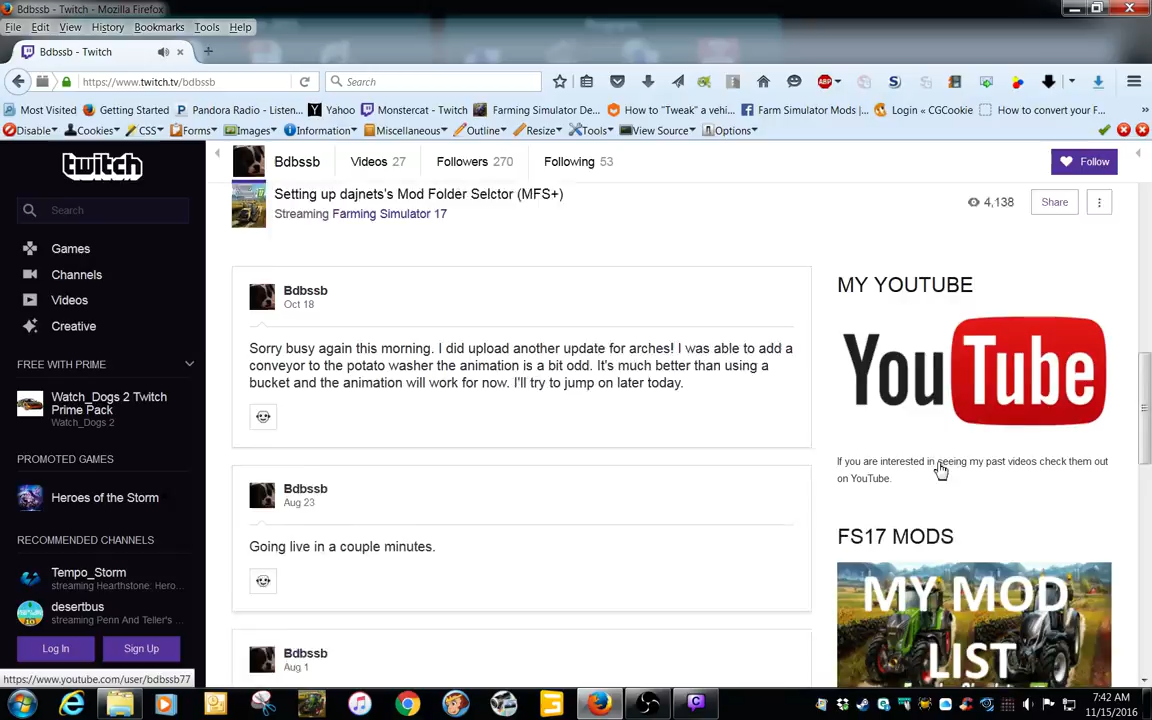 Bdbssb - Twitch - Mozilla Firefox
File Edit View History Bookmarks Tools Help
Bdbssb - Twitch
https://www.twitch.tv/bdbssb
Search
Most Visited Getting Started Pandora Radio - Listen... Yahoo Monstercat - Twitch Farming Simulator De... How to "Tweak" a vehi... Farm Simulator Mods |... Login « CGCookie How to convert your F...
Disable Cookies CSS Forms Images Information Miscellaneous Outline Resize Tools View Source Options
twitch
Bdbssb Videos 27 Followers 270 Following 53 Follow
Setting up dajnets's Mod Folder Selctor (MFS+)
Streaming Farming Simulator 17
4,138 Share
Search
Games
Channels
Videos
Creative
FREE WITH PRIME
Watch_Dogs 2 Twitch
Prime Pack
Watch_Dogs 2
PROMOTED GAMES
Heroes of the Storm
RECOMMENDED CHANNELS
Tempo_Storm
streaming Hearthstone: Hero...
desertbus
streaming Penn And Teller's ...
Log In Sign Up
https://www.youtube.com/user/bdbssb77
Bdbssb
Oct 18
Sorry busy again this morning. I did upload another update for arches! I was able to add a
conveyor to the potato washer the animation is a bit odd. It's much better than using a
bucket and the animation will work for now. I'll try to jump on later today.
Bdbssb
Aug 23
Going live in a couple minutes.
Bdbssb
Aug 1
MY YOUTUBE
YouTube
If you are interested in seeing my past videos check them out
on YouTube.
FS17 MODS
MY MOD
LIST
7:42 AM
11/15/2016